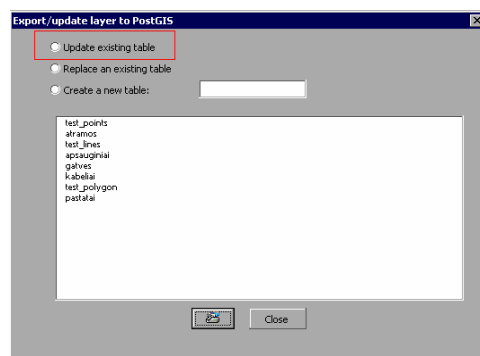 Export/update layer to PostGIS
Update existing table
Replace an existing table
Create a new table:
test_points
atramos
test_lines
apsauginiai
gatves
kabeliai
test_polygon
pastatai
Close